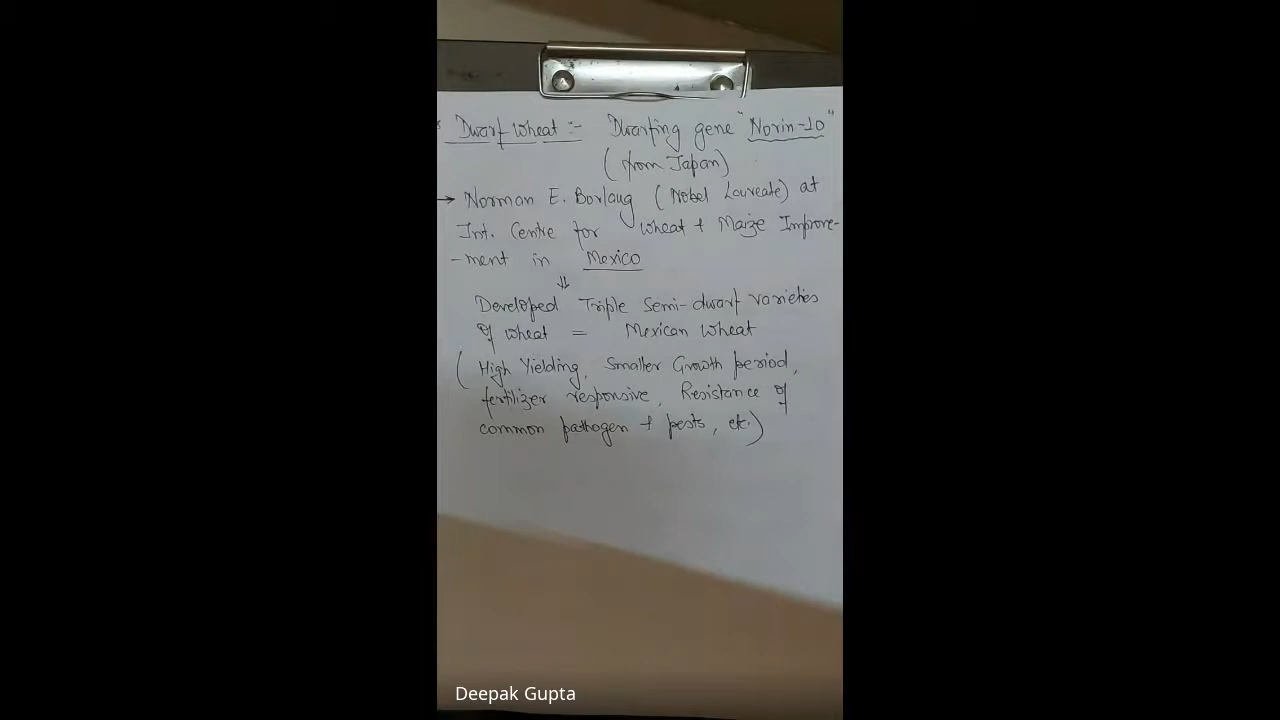 * Dwarf Wheat :- Dwarfing gene "Norin-10"
(from Japan)
→ Norman E. Borlaug (Nobel Laureate) at
Int. Centre for Wheat + Maize Improve-
-ment in Mexico
⇓
Developed Triple Semi-dwarf varieties
of wheat = Mexican Wheat
(High Yielding, Smaller Growth period,
fertilizer responsive, Resistance of
common pathogen + pests, etc.)
Deepak Gupta